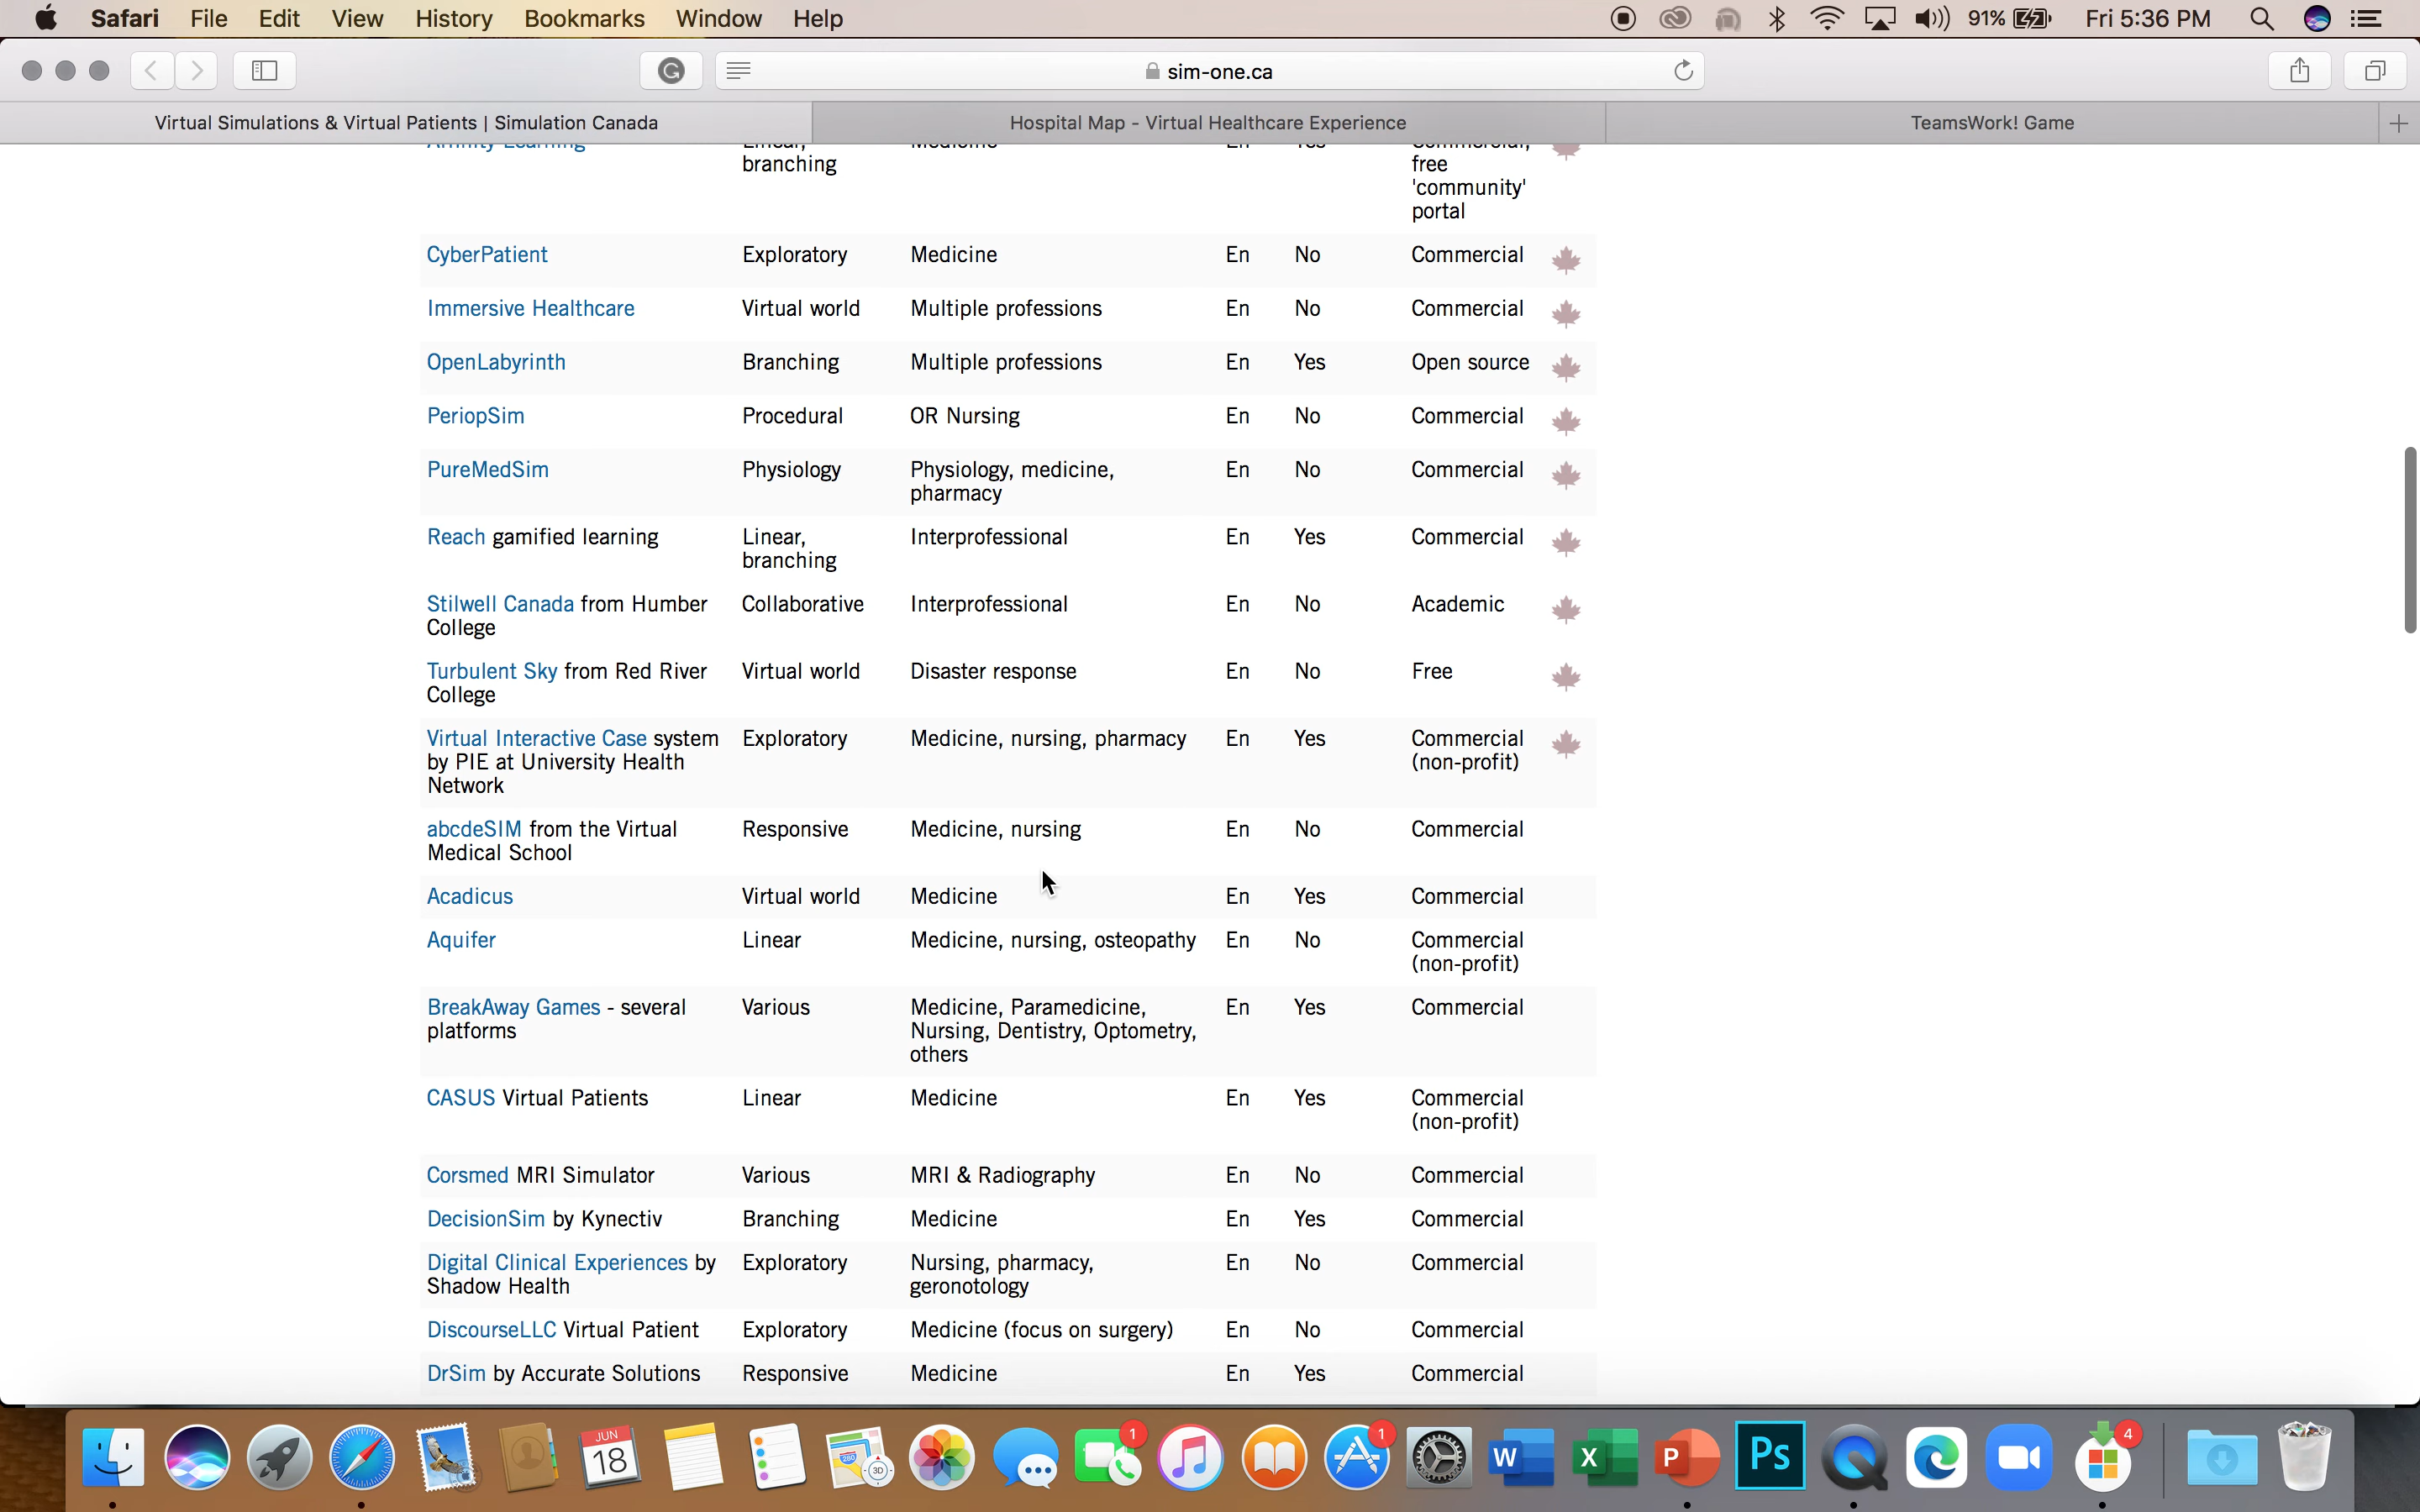 Safari File Edit View History Bookmarks Window Help 91% Fri 5:36 PM
sim-one.ca
Virtual Simulations & Virtual Patients | Simulation Canada Hospital Map - Virtual Healthcare Experience TeamsWork! Game
branching free
'community'
portal
CyberPatient Exploratory Medicine En No Commercial
Immersive Healthcare Virtual world Multiple professions En No Commercial
OpenLabyrinth Branching Multiple professions En Yes Open source
PeriopSim Procedural OR Nursing En No Commercial
PureMedSim Physiology Physiology, medicine, En No Commercial
pharmacy
Reach gamified learning Linear, Interprofessional En Yes Commercial
branching
Stilwell Canada from Humber Collaborative Interprofessional En No Academic
College
Turbulent Sky from Red River Virtual world Disaster response En No Free
College
Virtual Interactive Case system Exploratory Medicine, nursing, pharmacy En Yes Commercial
by PIE at University Health (non-profit)
Network
abcdeSIM from the Virtual Responsive Medicine, nursing En No Commercial
Medical School
Acadicus Virtual world Medicine En Yes Commercial
Aquifer Linear Medicine, nursing, osteopathy En No Commercial
(non-profit)
BreakAway Games - several Various Medicine, Paramedicine, En Yes Commercial
platforms Nursing, Dentistry, Optometry,
others
CASUS Virtual Patients Linear Medicine En Yes Commercial
(non-profit)
Corsmed MRI Simulator Various MRI & Radiography En No Commercial
DecisionSim by Kynectiv Branching Medicine En Yes Commercial
Digital Clinical Experiences by Exploratory Nursing, pharmacy, En No Commercial
Shadow Health geronotology
DiscourseLLC Virtual Patient Exploratory Medicine (focus on surgery) En No Commercial
DrSim by Accurate Solutions Responsive Medicine En Yes Commercial
JUN
18
280
3D
1
1
W
X
P
Ps
4